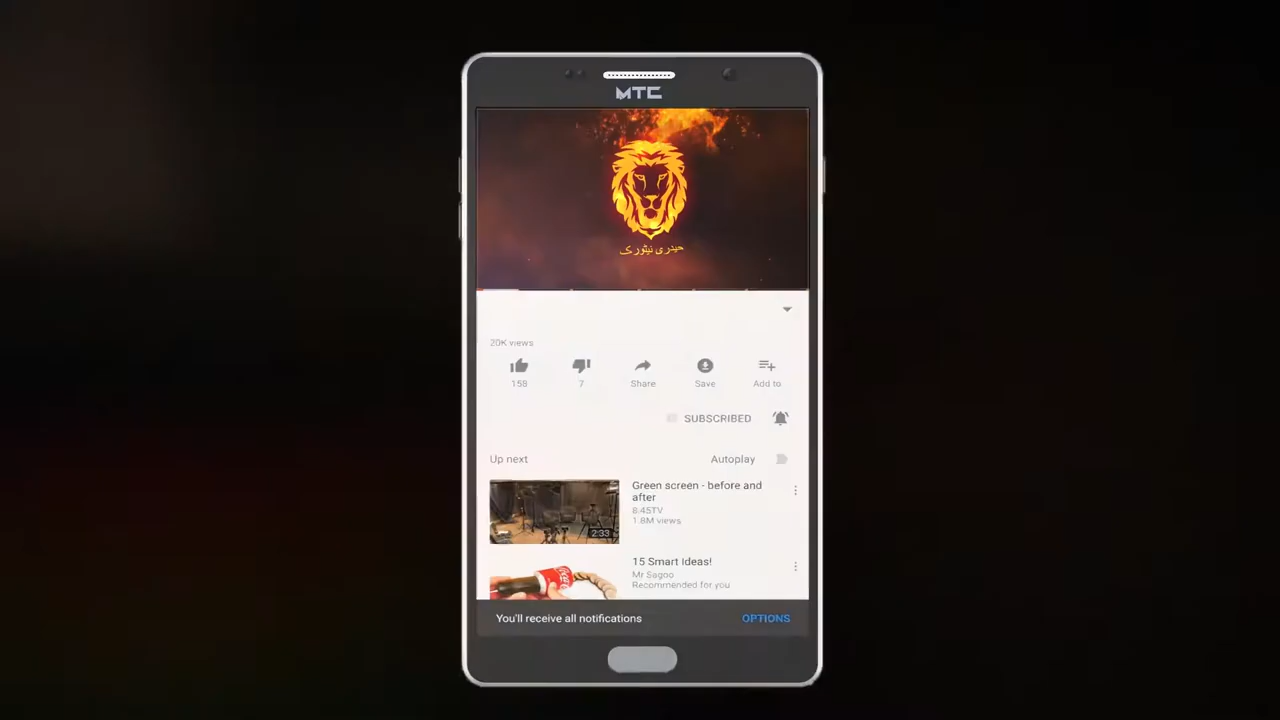 MTC
حیدری نیٹورک
20K views
158
7
Share
Save
Add to
SUBSCRIBED
Up next
Autoplay
Green screen - before and
after
8.45TV
1.8M views
2:33
15 Smart Ideas!
Mr Sagoo
Recommended for you
You'll receive all notifications
OPTIONS